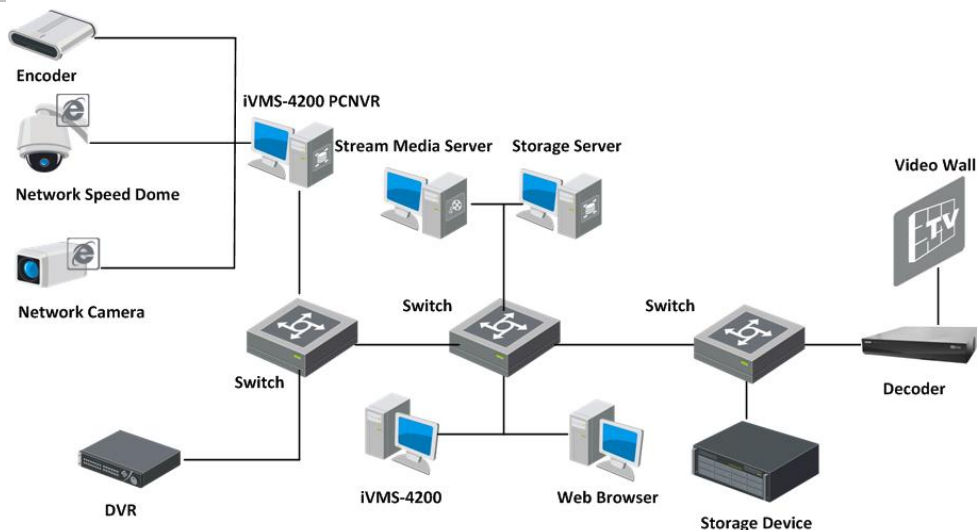 Encoder
iVMS-4200 PCNVR
Stream Media Server
Storage Server
Video Wall
TV
Network Speed Dome
Network Camera
Switch
Switch
Switch
Decoder
DVR
iVMS-4200
Web Browser
Storage Device